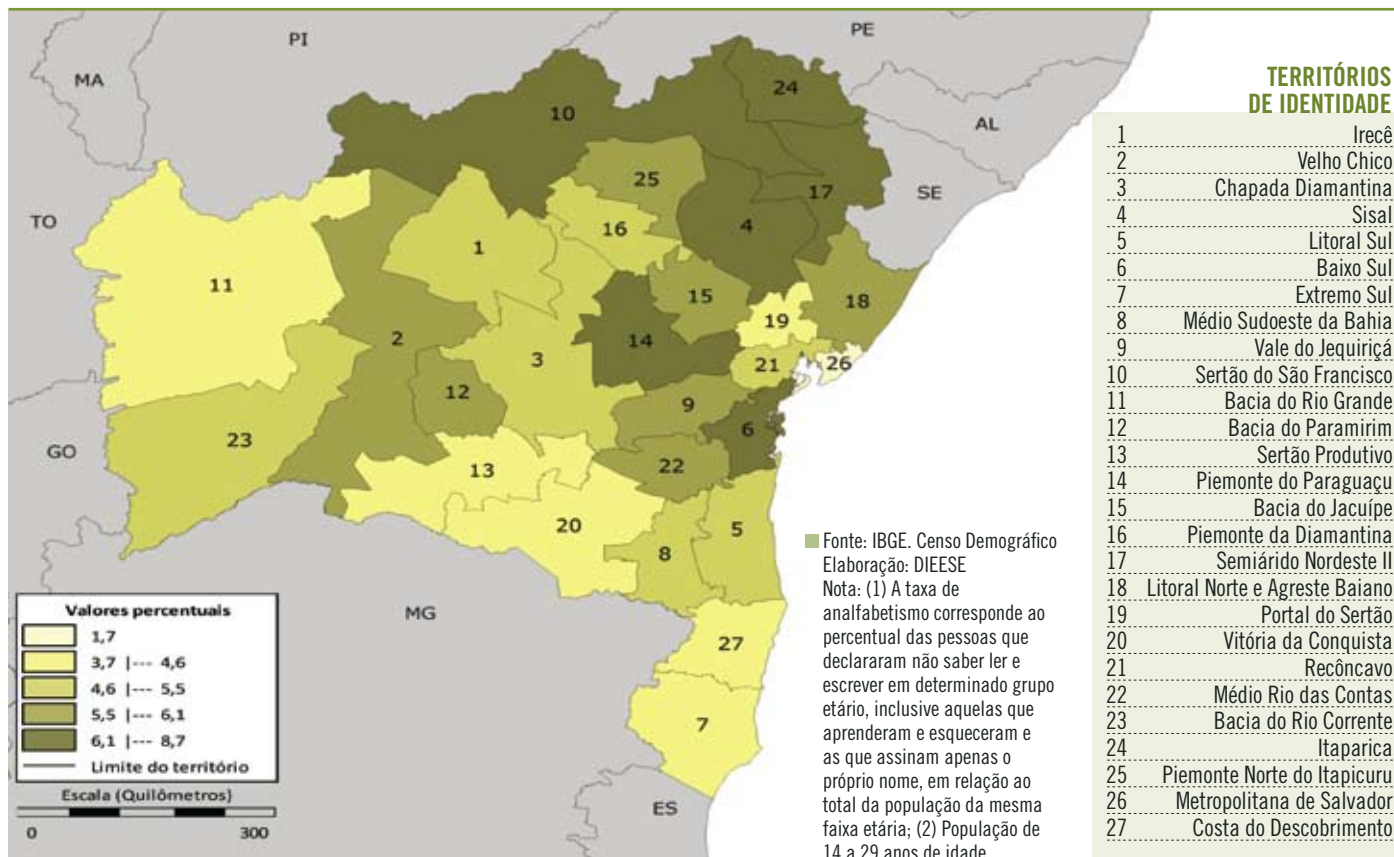 PI
PE
MA
24
10
AL
TO
25
17
SE
4
16
1
11
15
18
19
2
14
3
21
26
12
9
6
23
GO
22
13
20
5
8
MG
27
7
ES
Valores percentuais
1,7
3,7 |--- 4,6
4,6 |--- 5,5
5,5 |--- 6,1
6,1 |--- 8,7
Limite do território
Escala (Quilômetros)
0 300
Fonte: IBGE. Censo Demográfico
Elaboração: DIEESE
Nota: (1) A taxa de
analfabetismo corresponde ao
percentual das pessoas que
declararam não saber ler e
escrever em determinado grupo
etário, inclusive aquelas que
aprenderam e esqueceram e
as que assinam apenas o
próprio nome, em relação ao
total da população da mesma
faixa etária; (2) População de
14 a 29 anos de idade
TERRITÓRIOS
DE IDENTIDADE
1 Irecê
2 Velho Chico
3 Chapada Diamantina
4 Sisal
5 Litoral Sul
6 Baixo Sul
7 Extremo Sul
8 Médio Sudoeste da Bahia
9 Vale do Jequiriçá
10 Sertão do São Francisco
11 Bacia do Rio Grande
12 Bacia do Paramirim
13 Sertão Produtivo
14 Piemonte do Paraguaçu
15 Bacia do Jacuípe
16 Piemonte da Diamantina
17 Semiárido Nordeste II
18 Litoral Norte e Agreste Baiano
19 Portal do Sertão
20 Vitória da Conquista
21 Recôncavo
22 Médio Rio das Contas
23 Bacia do Rio Corrente
24 Itaparica
25 Piemonte Norte do Itapicuru
26 Metropolitana de Salvador
27 Costa do Descobrimento